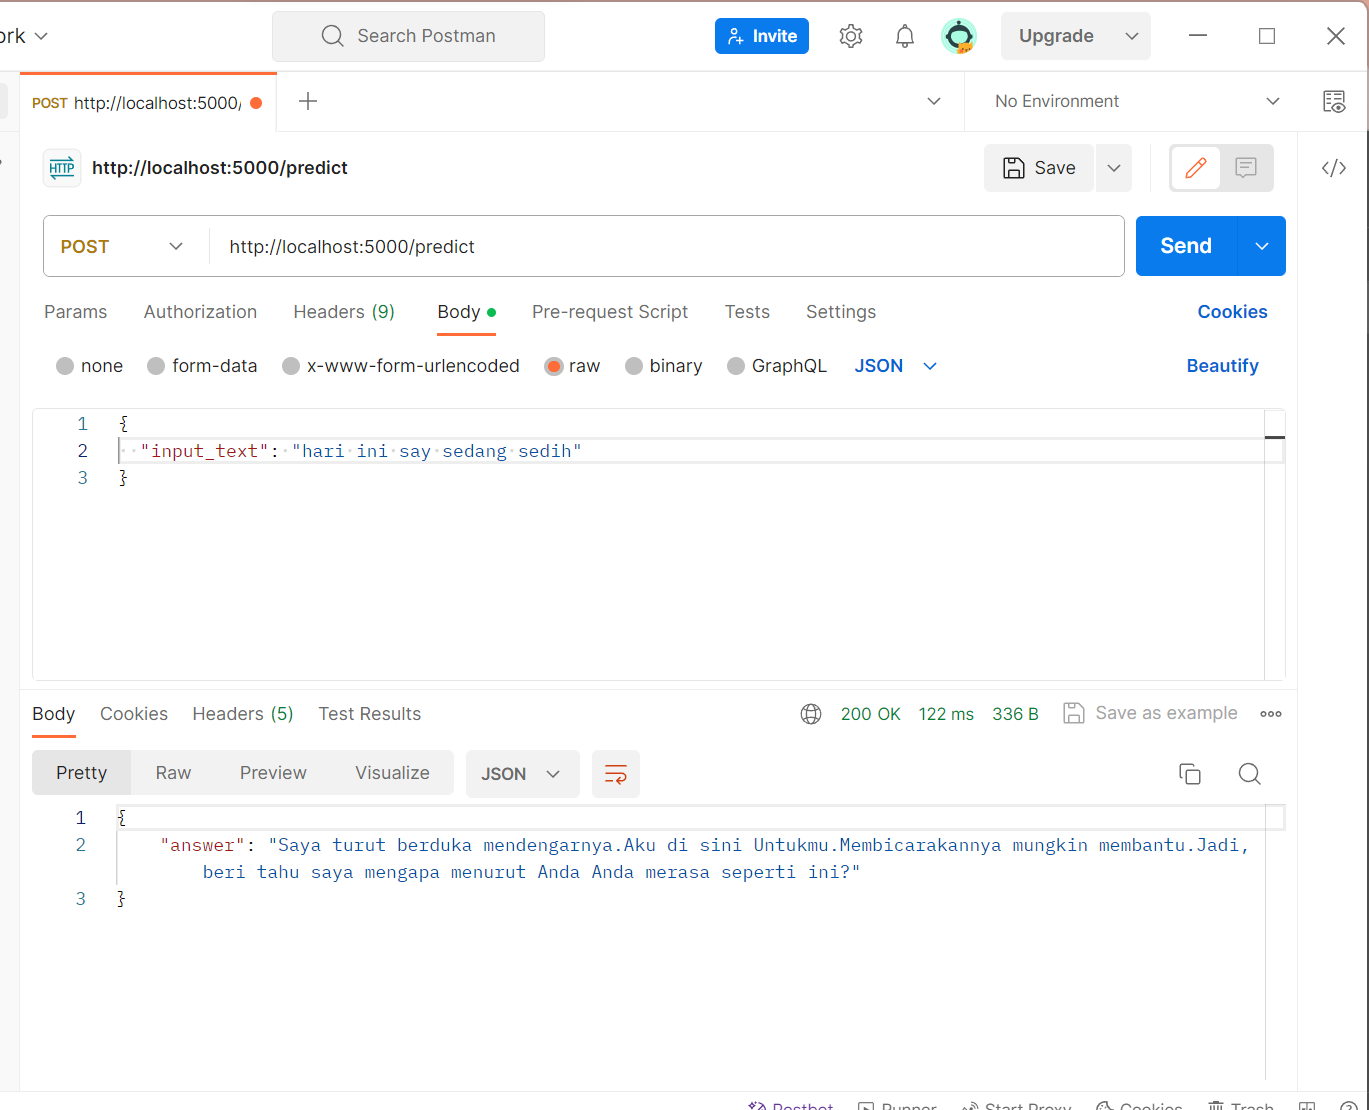 ork
Search Postman
Invite
Upgrade
POST http://localhost:5000/
No Environment
HTTP
http://localhost:5000/predict
Save
</>
POST
http://localhost:5000/predict
Send
Params Authorization Headers (9) Body Pre-request Script Tests Settings Cookies
none form-data x-www-form-urlencoded raw binary GraphQL JSON Beautify
1 {
2 "input_text": "hari ini say sedang sedih"
3 }
Body Cookies Headers (5) Test Results 200 OK 122 ms 336 B Save as example
Pretty Raw Preview Visualize JSON
1 {
2 "answer": "Saya turut berduka mendengarnya.Aku di sini Untukmu.Membicarakannya mungkin membantu.Jadi,
beri tahu saya mengapa menurut Anda Anda merasa seperti ini?"
3 }
Postbot Runner Start Proxy Cookies Trash